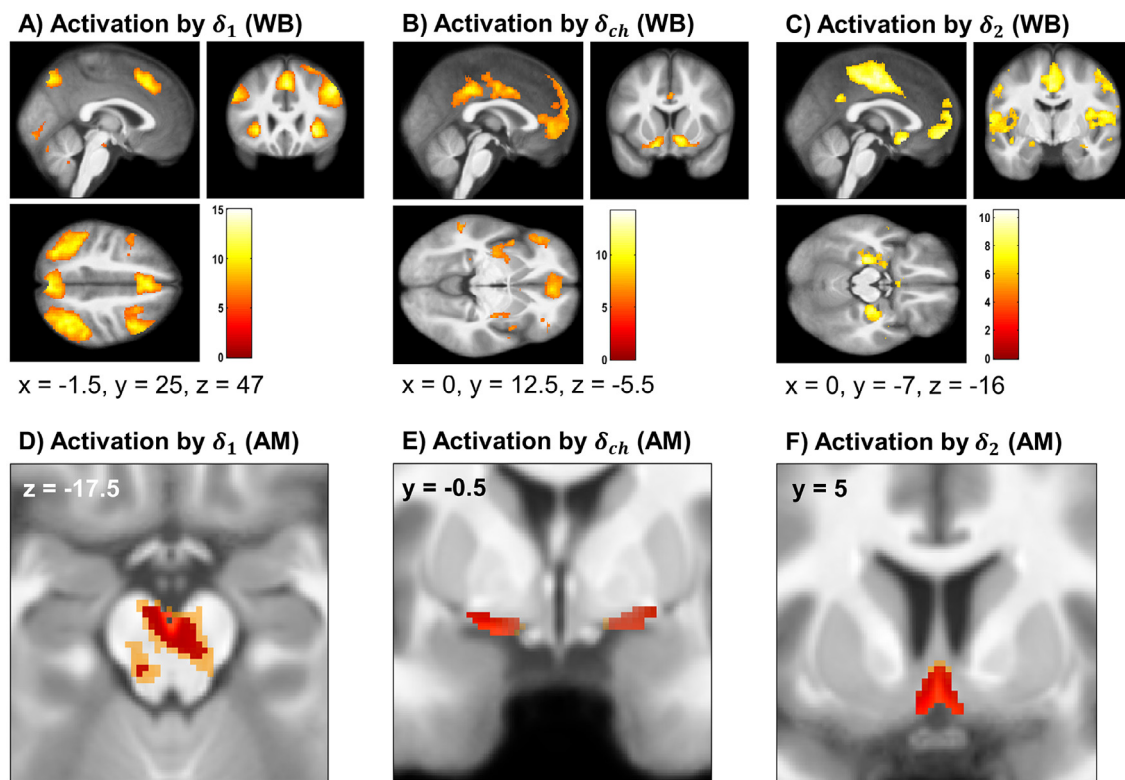 A) Activation by δ₁ (WB)
B) Activation by δ_ch (WB)
C) Activation by δ₂ (WB)
15
10
5
0
10
5
0
10
8
6
4
2
0
x = -1.5, y = 25, z = 47
x = 0, y = 12.5, z = -5.5
x = 0, y = -7, z = -16
D) Activation by δ₁ (AM)
E) Activation by δ_ch (AM)
F) Activation by δ₂ (AM)
z = -17.5
y = -0.5
y = 5